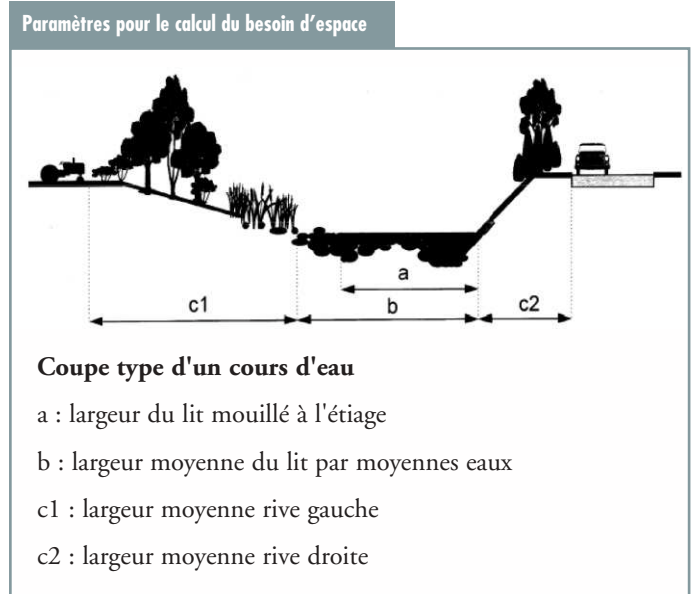 Paramètres pour le calcul du besoin d'espace
a
c1
b
c2
Coupe type d'un cours d'eau
a : largeur du lit mouillé à l'étiage
b : largeur moyenne du lit par moyennes eaux
c1 : largeur moyenne rive gauche
c2 : largeur moyenne rive droite